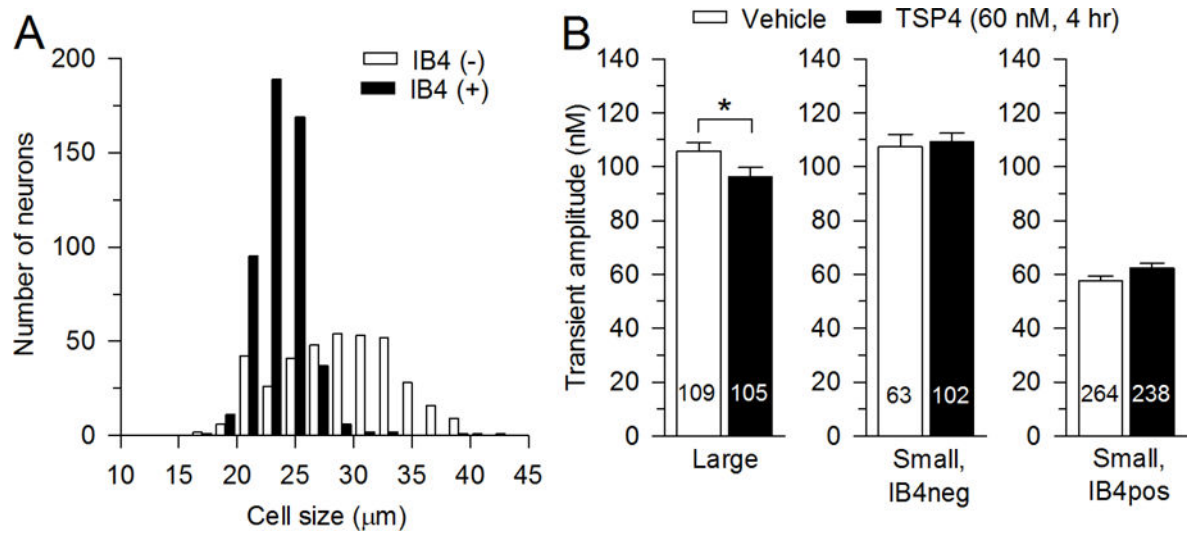 A
IB4 (-)
IB4 (+)
Number of neurons
200
150
100
50
0
10 15 20 25 30 35 40 45
Cell size (μm)
B
Vehicle TSP4 (60 nM, 4 hr)
Transient amplitude (nM)
140
120
100
80
60
40
20
0
*
109 105
Large
140
120
100
80
60
40
20
0
63 102
Small,
IB4neg
140
120
100
80
60
40
20
0
264 238
Small,
IB4pos